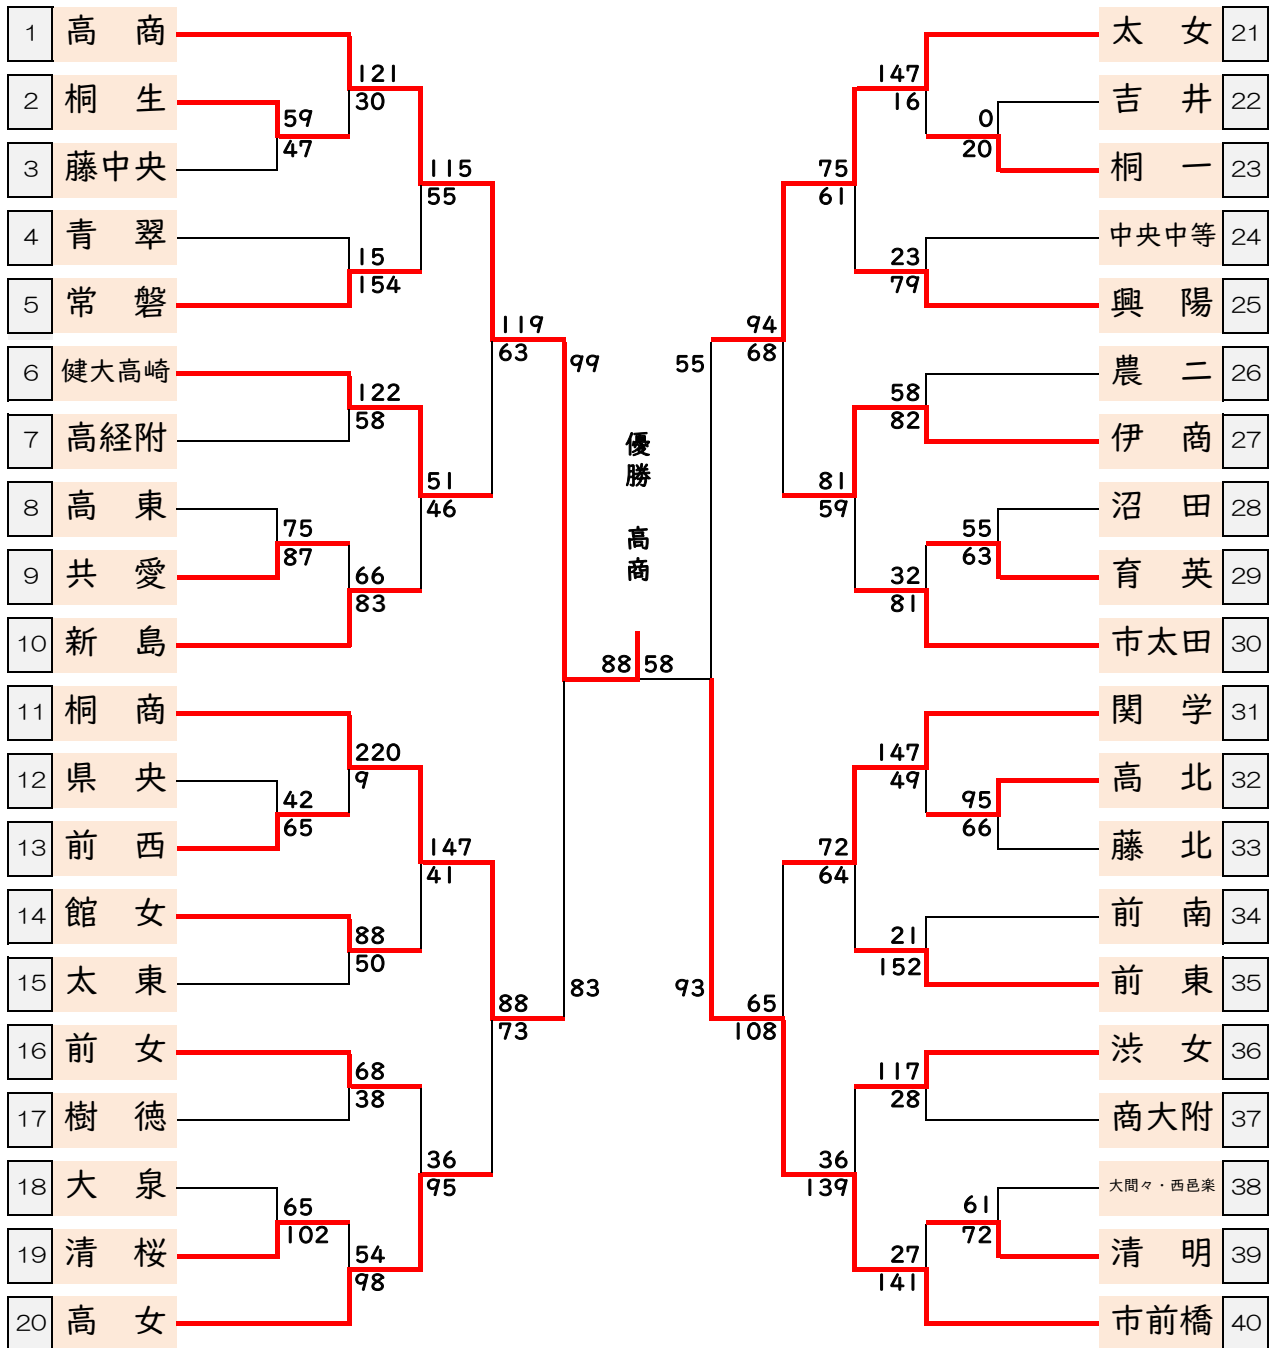 1 高 商
2 桐 生
3 藤中央
4 青 翠
5 常 磐
6 健大高崎
7 高経附
8 高 東
9 共 愛
10 新 島
11 桐 商
12 県 央
13 前 西
14 館 女
15 太 東
16 前 女
17 樹 徳
18 大 泉
19 清 桜
20 高 女
59
47
75
87
42
65
65
102
121
30
15
154
122
58
66
83
220
9
88
50
68
38
54
98
115
55
51
46
147
41
36
95
119
63
88
73
99
83
優勝 高商
88 58
55
93
94
68
65
108
75
61
81
59
72
64
36
139
147
16
23
79
58
82
32
81
147
49
21
152
117
28
27
141
0
20
55
63
95
66
61
72
太 女 21
吉 井 22
桐 一 23
中央中等 24
興 陽 25
農 二 26
伊 商 27
沼 田 28
育 英 29
市太田 30
関 学 31
高 北 32
藤 北 33
前 南 34
前 東 35
渋 女 36
商大附 37
大間々・西邑楽 38
清 明 39
市前橋 40